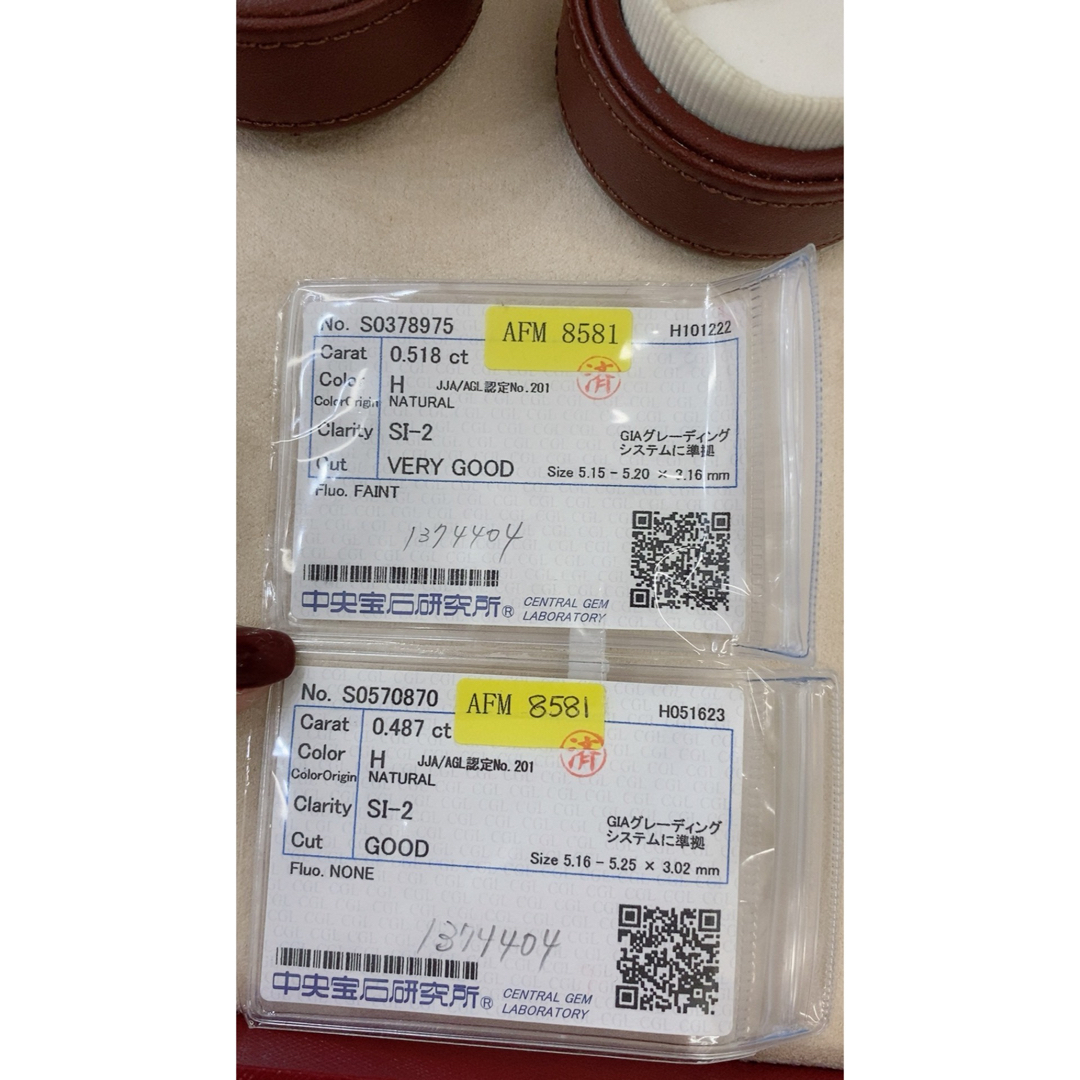 No. S0378975
AFM 8581
H101222
Carat 0.518 ct
済
Color H JJA/AGL認定No.201
ColorOrigin NATURAL
Clarity SI-2
GIAグレーディング
システムに準拠
Cut VERY GOOD Size 5.15 - 5.20 × 3.16 mm
Fluo. FAINT
1374404
中央宝石研究所® CENTRAL GEM
LABORATORY
No. S0570870
AFM 8581
H051623
Carat 0.487 ct
済
Color H JJA/AGL認定No.201
ColorOrigin NATURAL
Clarity SI-2
GIAグレーディング
システムに準拠
Cut GOOD Size 5.16 - 5.25 × 3.02 mm
Fluo. NONE
1374404
中央宝石研究所® CENTRAL GEM
LABORATORY